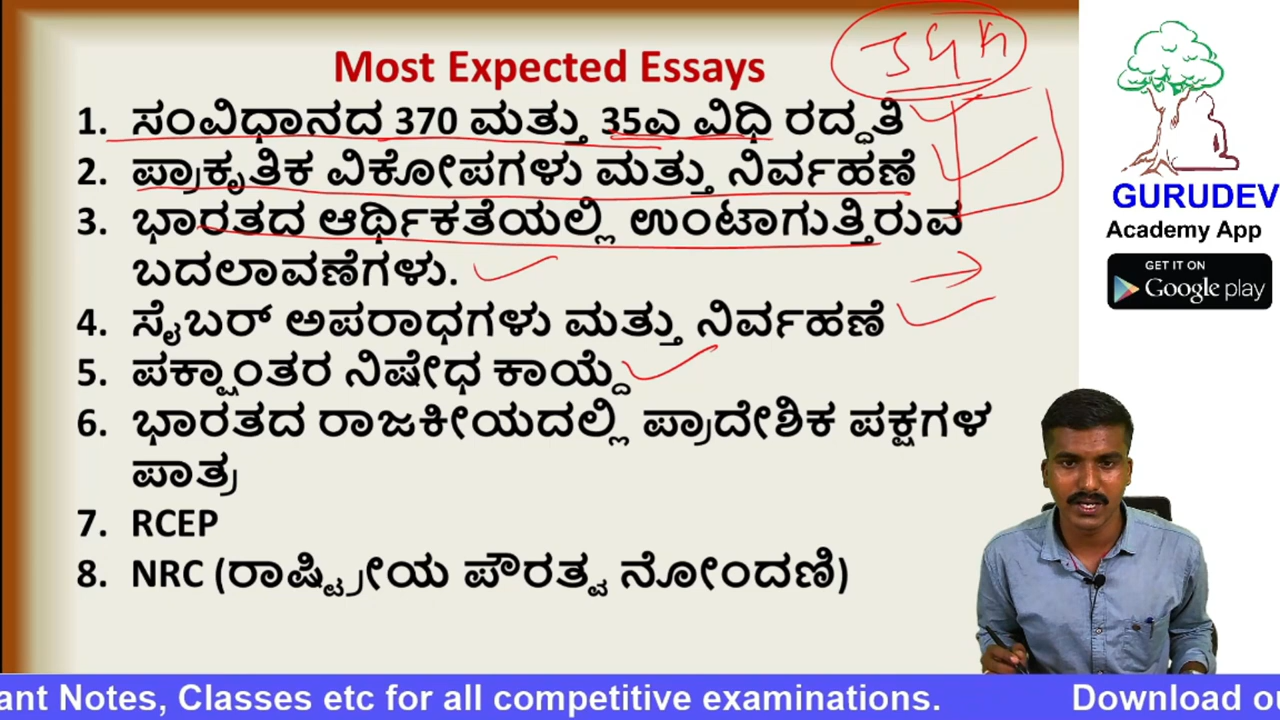 Most Expected Essays
1. ಸಂವಿಧಾನದ 370 ಮತ್ತು 35ಎ ವಿಧಿ ರದ್ಧತಿ
2. ಪ್ರಾಕೃತಿಕ ವಿಕೋಪಗಳು ಮತ್ತು ನಿರ್ವಹಣೆ
3. ಭಾರತದ ಆರ್ಥಿಕತೆಯಲ್ಲಿ ಉಂಟಾಗುತ್ತಿರುವ
ಬದಲಾವಣೆಗಳು.
4. ಸೈಬರ್ ಅಪರಾಧಗಳು ಮತ್ತು ನಿರ್ವಹಣೆ
5. ಪಕ್ಷಾಂತರ ನಿಷೇಧ ಕಾಯ್ದೆ
6. ಭಾರತದ ರಾಜಕೀಯದಲ್ಲಿ ಪ್ರಾದೇಶಿಕ ಪಕ್ಷಗಳ
ಪಾತ್ರ
7. RCEP
8. NRC (ರಾಷ್ಟ್ರೀಯ ಪೌರತ್ವ ನೋಂದಣಿ)
GURUDEV
Academy App
GET IT ON
Google play
ant Notes, Classes etc for all competitive examinations. Download ou